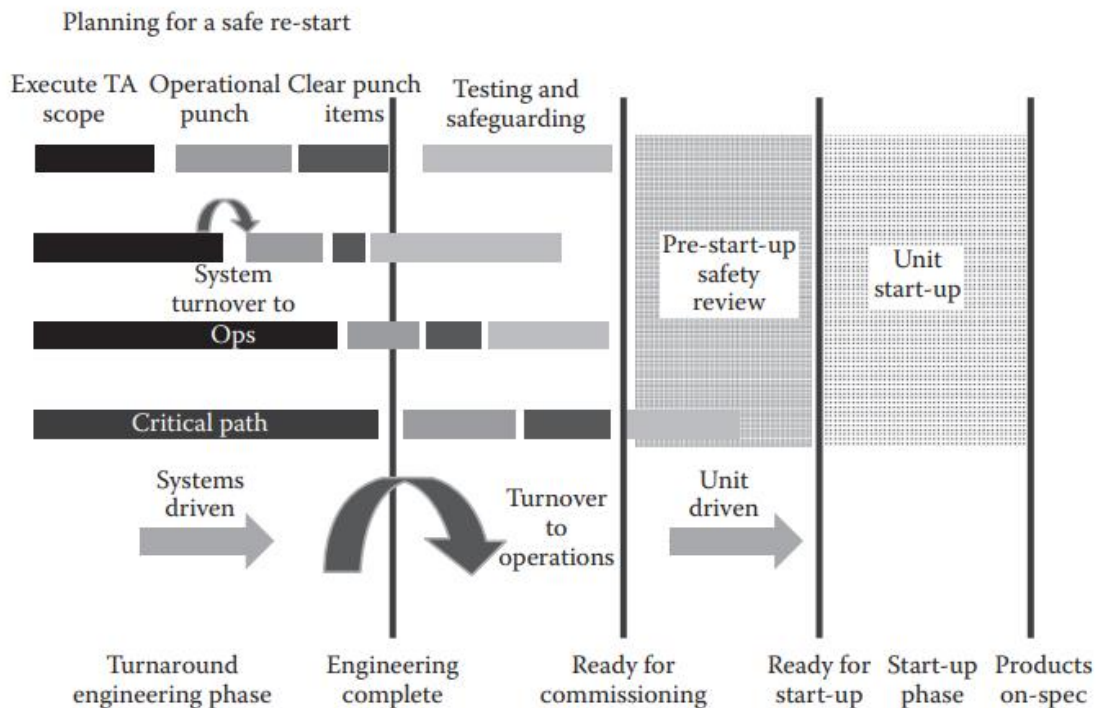 Planning for a safe re-start
Execute TA
scope
Operational
punch
Clear punch
items
Testing and
safeguarding
System
turnover to
Ops
Pre-start-up
safety
review
Unit
start-up
Critical path
Systems
driven
Turnover
to
operations
Unit
driven
Turnaround
engineering phase
Engineering
complete
Ready for
commissioning
Ready for
start-up
Start-up
phase
Products
on-spec